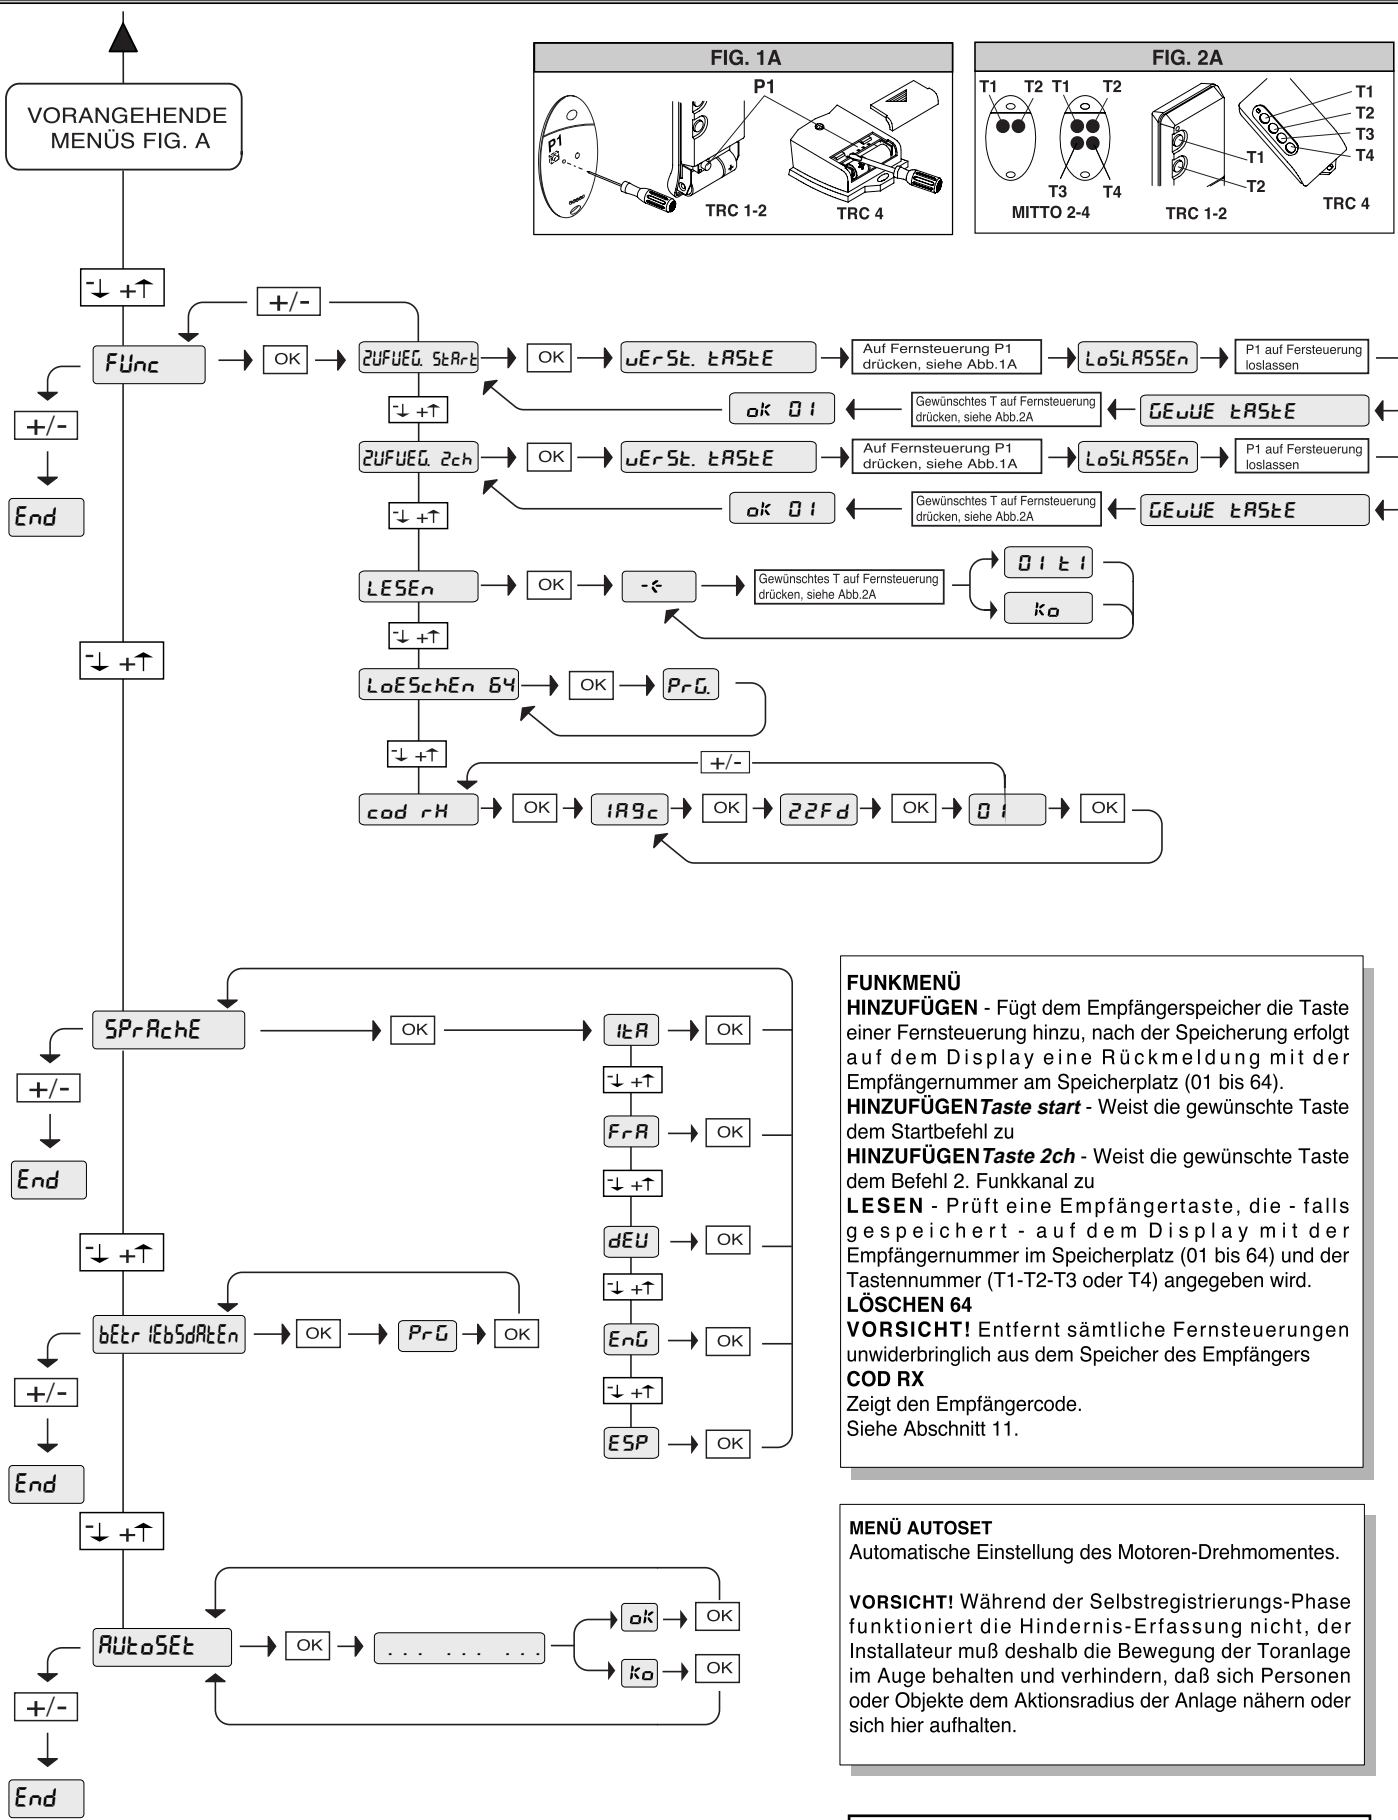 VORANGEHENDE
MENÜS FIG. A
FIG. 1A
P1
P1
TRC 1-2
TRC 4
FIG. 2A
T1 T2 T1 T2
T3 T4
MITTO 2-4
T1
T2
TRC 1-2
T1
T2
T3
T4
TRC 4
-↓ +↑
+/-
FUnc
OK
ZUFUEG. StArt
OK
vErSt. tAStE
Auf Fernsteuerung P1
drücken, siehe Abb.1A
LoSLASSEn
P1 auf Fersteuerung
loslassen
+/-
End
-↓ +↑
oK 01
Gewünschtes T auf Fernsteuerung
drücken, siehe Abb.2A
GEvUE tAStE
ZUFUEG. 2ch
OK
vErSt. tAStE
Auf Fernsteuerung P1
drücken, siehe Abb.1A
LoSLASSEn
P1 auf Fersteuerung
loslassen
-↓ +↑
oK 01
Gewünschtes T auf Fernsteuerung
drücken, siehe Abb.2A
GEvUE tAStE
LESEn
OK
Gewünschtes T auf Fernsteuerung
drücken, siehe Abb.2A
01 t1
Ko
-↓ +↑
-↓ +↑
LoESchEn 64
OK
PrG.
-↓ +↑
+/-
cod rH
OK
1A9c
OK
22Fd
OK
01
OK
SPrAchE
OK
+/-
End
ItA
OK
-↓ +↑
FrA
OK
-↓ +↑
dEU
OK
-↓ +↑
EnG
OK
-↓ +↑
ESP
OK
-↓ +↑
bEtrIEbSdAtEn
OK
PrG
OK
+/-
End
-↓ +↑
AUtoSEt
OK
... ... ...
oK
OK
Ko
OK
+/-
End
FUNKMENÜ
HINZUFÜGEN - Fügt dem Empfängerspeicher die Taste
einer Fernsteuerung hinzu, nach der Speicherung erfolgt
auf dem Display eine Rückmeldung mit der
Empfängernummer am Speicherplatz (01 bis 64).
HINZUFÜGEN Taste start - Weist die gewünschte Taste
dem Startbefehl zu
HINZUFÜGEN Taste 2ch - Weist die gewünschte Taste
dem Befehl 2. Funkkanal zu
LESEN - Prüft eine Empfängertaste, die - falls
gespeichert - auf dem Display mit der
Empfängernummer im Speicherplatz (01 bis 64) und der
Tastennummer (T1-T2-T3 oder T4) angegeben wird.
LÖSCHEN 64
VORSICHT! Entfernt sämtliche Fernsteuerungen
unwiderbringlich aus dem Speicher des Empfängers
COD RX
Zeigt den Empfängercode.
Siehe Abschnitt 11.
MENÜ AUTOSET
Automatische Einstellung des Motoren-Drehmomentes.
VORSICHT! Während der Selbstregistrierungs-Phase
funktioniert die Hindernis-Erfassung nicht, der
Installateur muß deshalb die Bewegung der Toranlage
im Auge behalten und verhindern, daß sich Personen
oder Objekte dem Aktionsradius der Anlage nähern oder
sich hier aufhalten.